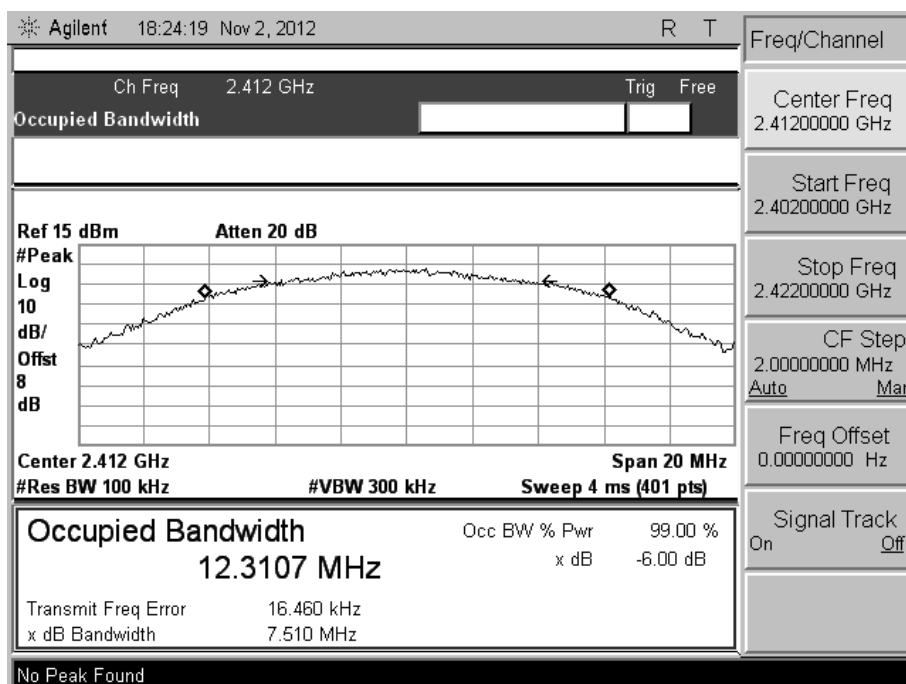 Agilent 18:24:19 Nov 2, 2012 R T
Ch Freq 2.412 GHz Trig Free
Occupied Bandwidth
Ref 15 dBm Atten 20 dB
#Peak
Log
10
dB/
Offst
8
dB
Center 2.412 GHz Span 20 MHz
#Res BW 100 kHz #VBW 300 kHz Sweep 4 ms (401 pts)
Occupied Bandwidth Occ BW % Pwr 99.00 %
12.3107 MHz x dB -6.00 dB
Transmit Freq Error 16.460 kHz
x dB Bandwidth 7.510 MHz
No Peak Found
Freq/Channel
Center Freq
2.41200000 GHz
Start Freq
2.40200000 GHz
Stop Freq
2.42200000 GHz
CF Step
2.00000000 MHz
Auto Mar
Freq Offset
0.00000000 Hz
Signal Track
On Off